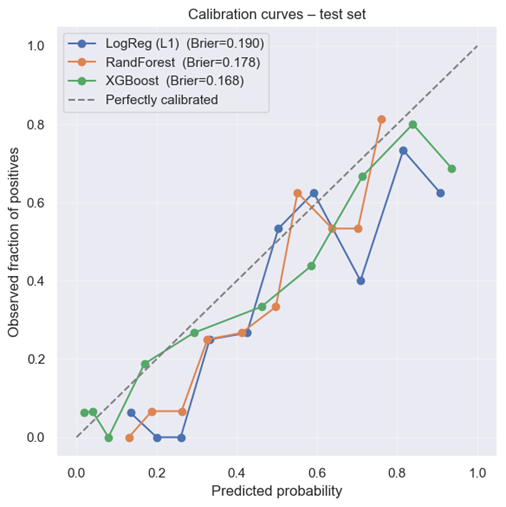 Calibration curves – test set
LogReg (L1) (Brier=0.190)
RandForest (Brier=0.178)
XGBoost (Brier=0.168)
Perfectly calibrated
Observed fraction of positives
1.0
0.8
0.6
0.4
0.2
0.0
0.0 0.2 0.4 0.6 0.8 1.0
Predicted probability